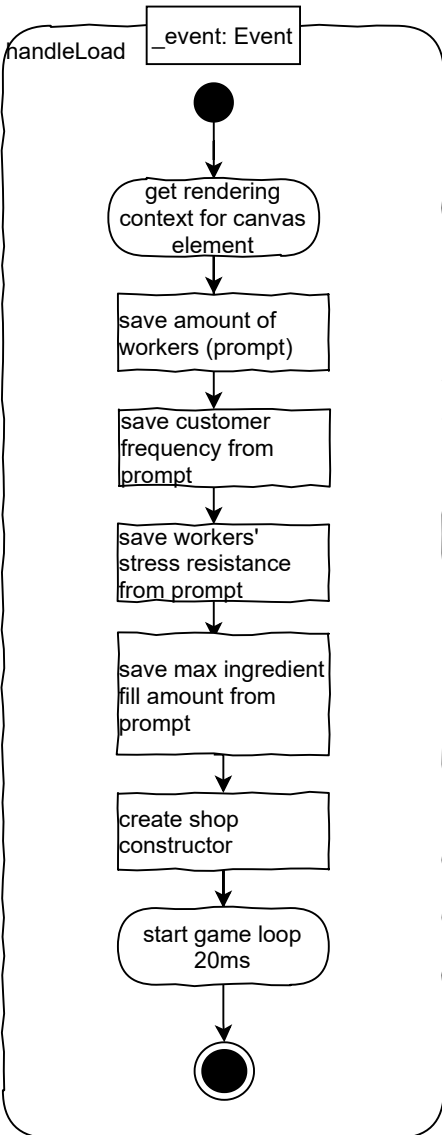 _event: Event
handleLoad
get rendering
context for canvas
element
save amount of
workers (prompt)
save customer
frequency from
prompt
save workers'
stress resistance
from prompt
save max ingredient
fill amount from
prompt
create shop
constructor
start game loop
20ms